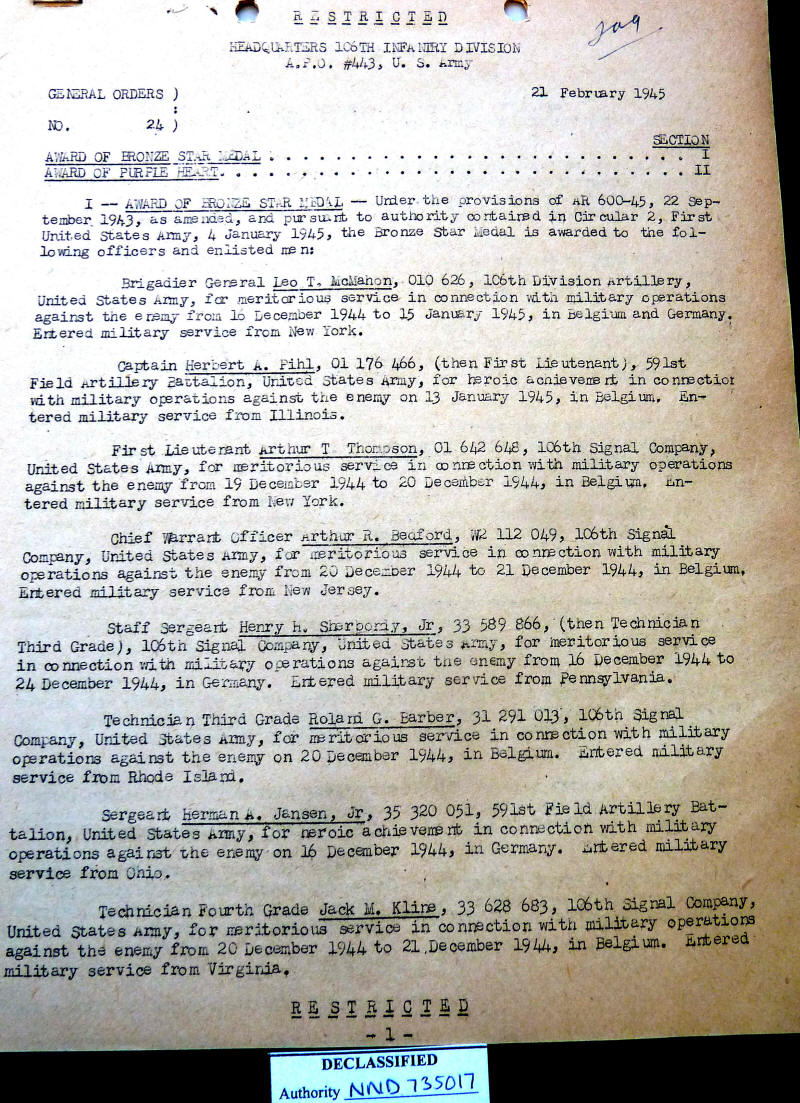 RESTRICTED
209
HEADQUARTERS 106TH INFANTRY DIVISION
A.P.O. #443, U. S. Army
GENERAL ORDERS )
:
NO. 24 )
21 February 1945
SECTION
AWARD OF BRONZE STAR MEDAL . . . . . . . . . . . . . . . . . . . . . . . . . . . . I
AWARD OF PURPLE HEART. . . . . . . . . . . . . . . . . . . . . . . . . . . . . . . II
I -- AWARD OF BRONZE STAR MEDAL -- Under the provisions of AR 600-45, 22 Sep-
tember 1943, as amended, and pursuant to authority contained in Circular 2, First
United States Army, 4 January 1945, the Bronze Star Medal is awarded to the fol-
lowing officers and enlisted men:
Brigadier General Leo T. McMahon, 010 626, 106th Division Artillery,
United States Army, for meritorious service in connection with military operations
against the enemy from 16 December 1944 to 15 January 1945, in Belgium and Germany.
Entered military service from New York.
Captain Herbert A. Pihl, 01 176 466, (then First Lieutenant), 591st
Field Artillery Battalion, United States Army, for heroic achievement in connection
with military operations against the enemy on 13 January 1945, in Belgium. En-
tered military service from Illinois.
First Lieutenant Arthur T. Thompson, 01 642 648, 106th Signal Company,
United States Army, for meritorious service in connection with military operations
against the enemy from 19 December 1944 to 20 December 1944, in Belgium. En-
tered military service from New York.
Chief Warrant Officer Arthur R. Bedford, W2 112 049, 106th Signal
Company, United States Army, for meritorious service in connection with military
operations against the enemy from 20 December 1944 to 21 December 1944, in Belgium.
Entered military service from New Jersey.
Staff Sergeant Henry H. Jr, 33 589 866, (then Technician
Third Grade), 106th Signal Company, United States Army, for meritorious service
in connection with military operations against the enemy from 16 December 1944 to
24 December 1944, in Germany. Entered military service from Pennsylvania.
Technician Third Grade Roland G. Barber, 31 291 013, 106th Signal
Company, United States Army, for meritorious service in connection with military
operations against the enemy on 20 December 1944, in Belgium. Entered military
service from Rhode Island.
Sergeant Herman A. Jansen, Jr, 35 320 051, 591st Field Artillery Bat-
talion, United States Army, for heroic achievement in connection with military
operations against the enemy on 16 December 1944, in Germany. Entered military
service from Ohio.
Technician Fourth Grade Jack M. Kline, 33 628 683, 106th Signal Company,
United States Army, for meritorious service in connection with military operations
against the enemy from 20 December 1944 to 21 December 1944, in Belgium. Entered
military service from Virginia.
RESTRICTED
- 1 -
DECLASSIFIED
Authority NND 735017